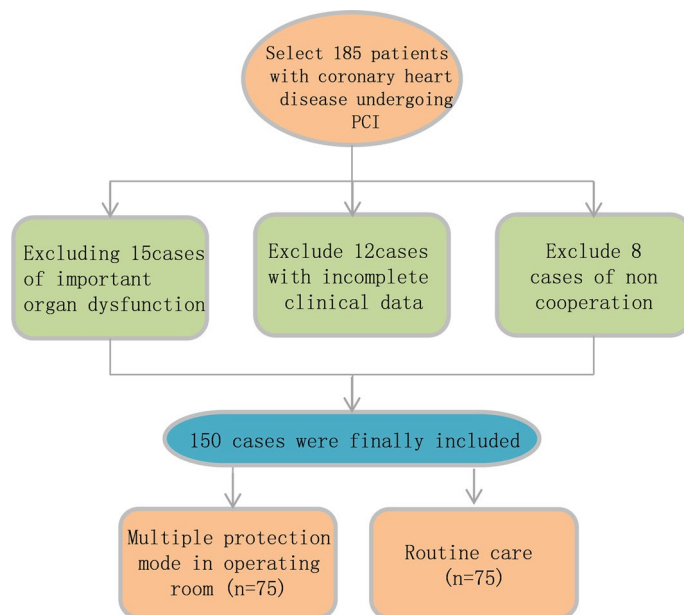 Select 185 patients
with coronary heart
disease undergoing
PCI
Excluding 15cases
of important
organ dysfunction
Exclude 12cases
with incomplete
clinical data
Exclude 8
cases of non
cooperation
150 cases were finally included
Multiple protection
mode in operating
room (n=75)
Routine care
(n=75)